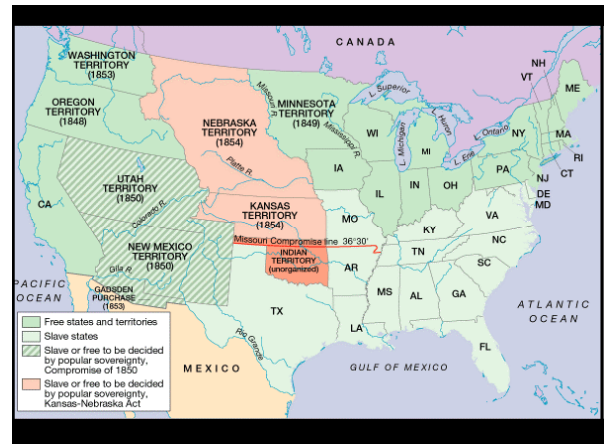 CANADA
WASHINGTON
TERRITORY
(1853)
OREGON
TERRITORY
(1848)
NEBRASKA
TERRITORY
(1854)
Missouri R.
MINNESOTA
TERRITORY
(1849)
Mississippi R.
L. Superior
L. Michigan
L. Huron
L. Ontario
L. Erie
NH
VT
ME
NY
MA
RI
CT
WI
MI
PA
NJ
DE
MD
IA
IL
IN
OH
Platte R.
UTAH
TERRITORY
(1850)
Colorado R.
CA
KANSAS
TERRITORY
(1854)
MO
KY
VA
Missouri Compromise line 36°30'
NEW MEXICO
TERRITORY
(1850)
INDIAN
TERRITORY
(unorganized)
AR
TN
NC
SC
Gila R.
PACIFIC
OCEAN
GADSDEN
PURCHASE
(1853)
TX
MS
AL
GA
LA
FL
ATLANTIC
OCEAN
Rio Grande
MEXICO
GULF OF MEXICO
Free states and territories
Slave states
Slave or free to be decided
by popular sovereignty,
Compromise of 1850
Slave or free to be decided
by popular sovereignty,
Kansas-Nebraska Act